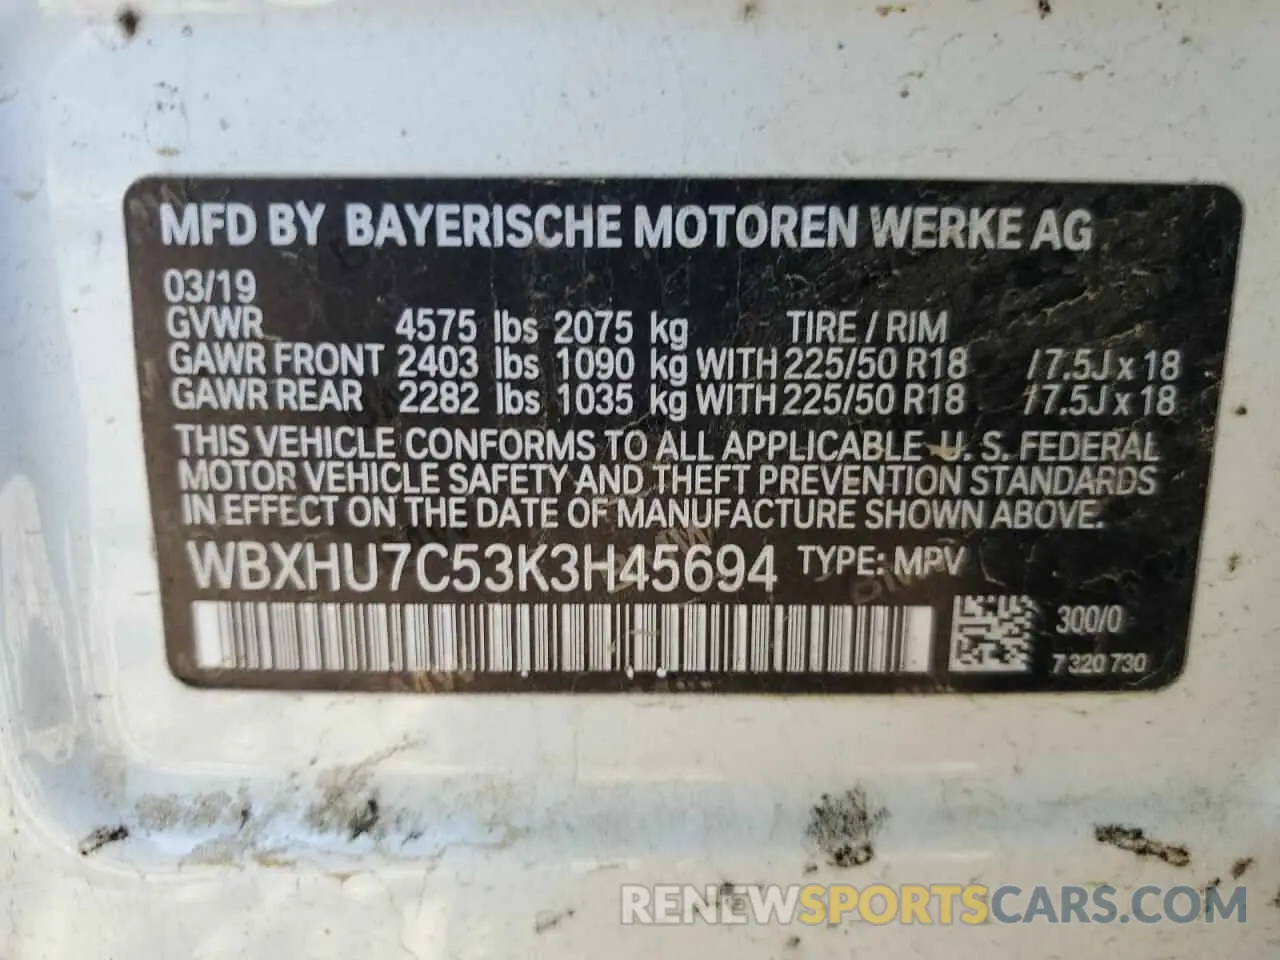 MFD BY BAYERISCHE MOTOREN WERKE AG
03/19
GVWR 4575 lbs 2075 kg TIRE / RIM
GAWR FRONT 2403 lbs 1090 kg WITH 225/50 R18 / 7.5J x 18
GAWR REAR 2282 lbs 1035 kg WITH 225/50 R18 / 7.5J x 18
THIS VEHICLE CONFORMS TO ALL APPLICABLE U. S. FEDERAL
MOTOR VEHICLE SAFETY AND THEFT PREVENTION STANDARDS
IN EFFECT ON THE DATE OF MANUFACTURE SHOWN ABOVE.
WBXHU7C53K3H45694 TYPE: MPV
300/0
7 320 730
RENEWSPORTSCARS.COM